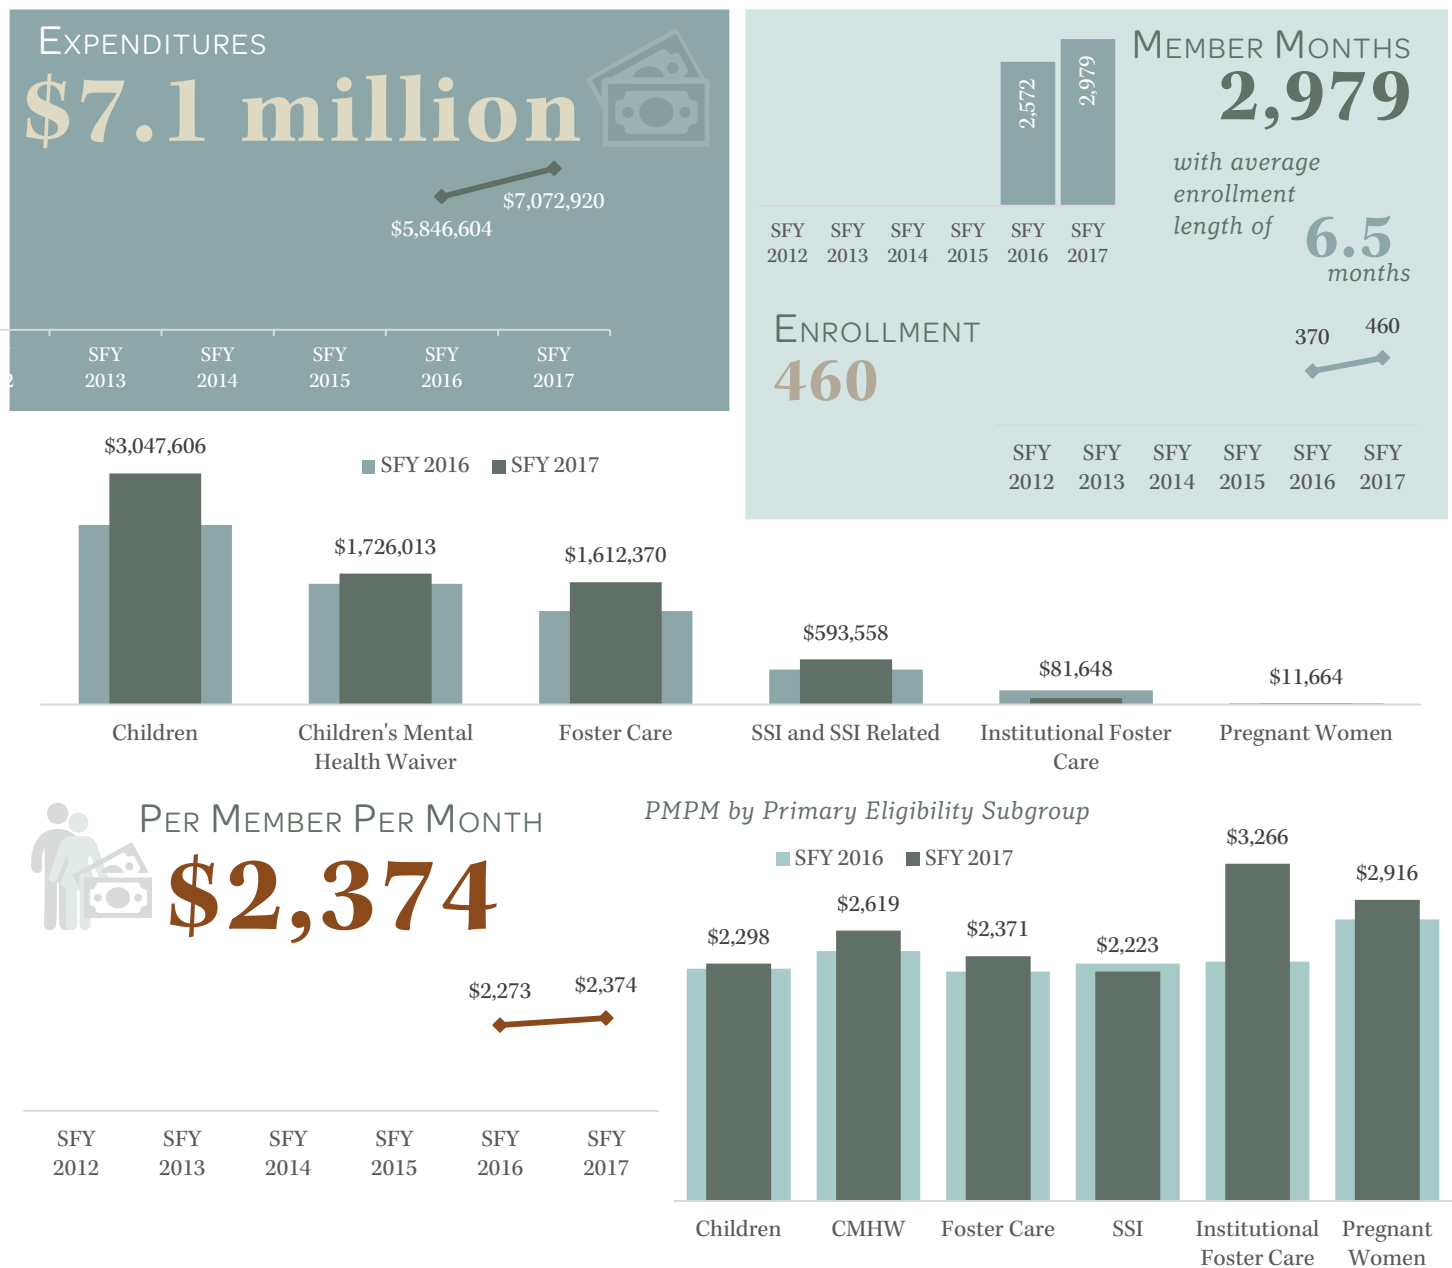 Expenditures
$7.1 million
$7,072,920
$5,846,604
2
SFY SFY SFY SFY SFY
2013 2014 2015 2016 2017
Member Months
2,979
2,572 2,979
with average
enrollment
length of
6.5
months
SFY SFY SFY SFY SFY SFY
2012 2013 2014 2015 2016 2017
Enrollment
460
370 460
SFY SFY SFY SFY SFY SFY
2012 2013 2014 2015 2016 2017
SFY 2016 SFY 2017
$3,047,606 $1,726,013 $1,612,370 $593,558 $81,648 $11,664
Children Children's Mental Foster Care SSI and SSI Related Institutional Foster Pregnant Women
Health Waiver Care
Per Member Per Month
$2,374
$2,273 $2,374
SFY SFY SFY SFY SFY SFY
2012 2013 2014 2015 2016 2017
PMPM by Primary Eligibility Subgroup
SFY 2016 SFY 2017
$2,298 $2,619 $2,371 $2,223 $3,266 $2,916
Children CMHW Foster Care SSI Institutional Pregnant
Foster Care Women